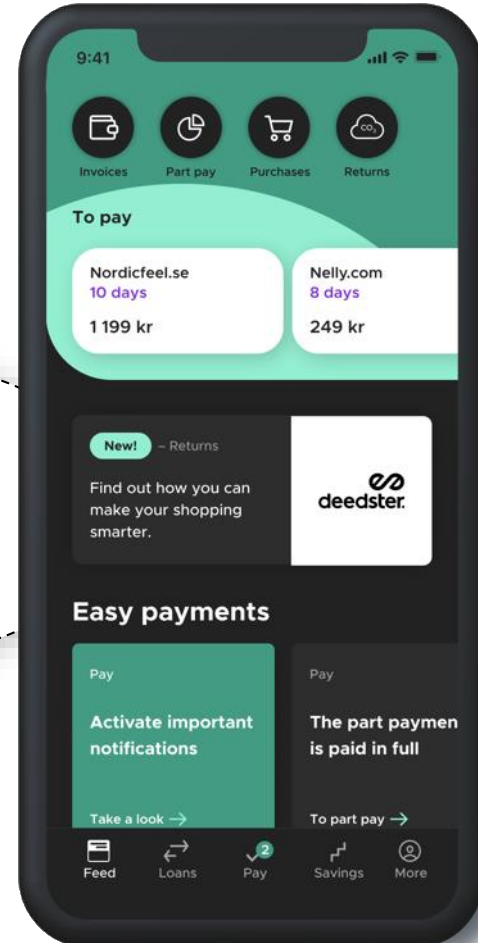 9:41
CO₂
Invoices
Part pay
Purchases
Returns
To pay
Nordicfeel.se
10 days
1 199 kr
Nelly.com
8 days
249 kr
New!
– Returns
Find out how you can
make your shopping
smarter.
deedster.
Easy payments
Pay
Activate important
notifications
Take a look →
Pay
The part paymen
is paid in full
To part pay →
Feed
Loans
2
Pay
Savings
More